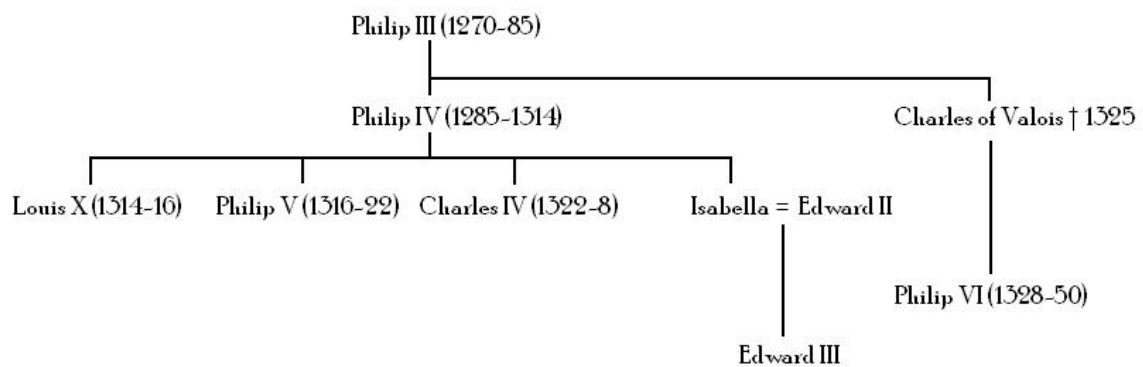 Philip III (1270-85)
Philip IV (1285-1314) Charles of Valois † 1325
Louis X (1314-16) Philip V (1316-22) Charles IV (1322-8) Isabella = Edward II
Philip VI (1328-50)
Edward III